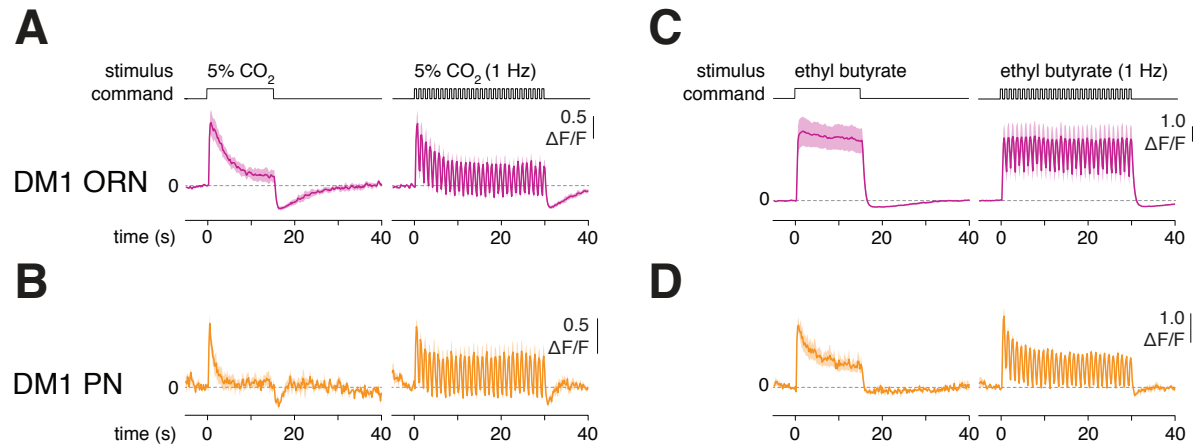 A
stimulus command
5% CO2
5% CO2 (1 Hz)
0.5
ΔF/F
DM1 ORN
0
time (s)
0 20 40
0 20 40
B
0.5
ΔF/F
DM1 PN
0
time (s)
0 20 40
0 20 40
C
stimulus command
ethyl butyrate
ethyl butyrate (1 Hz)
1.0
ΔF/F
0
0 20 40
0 20 40
D
1.0
ΔF/F
0
time (s)
0 20 40
0 20 40